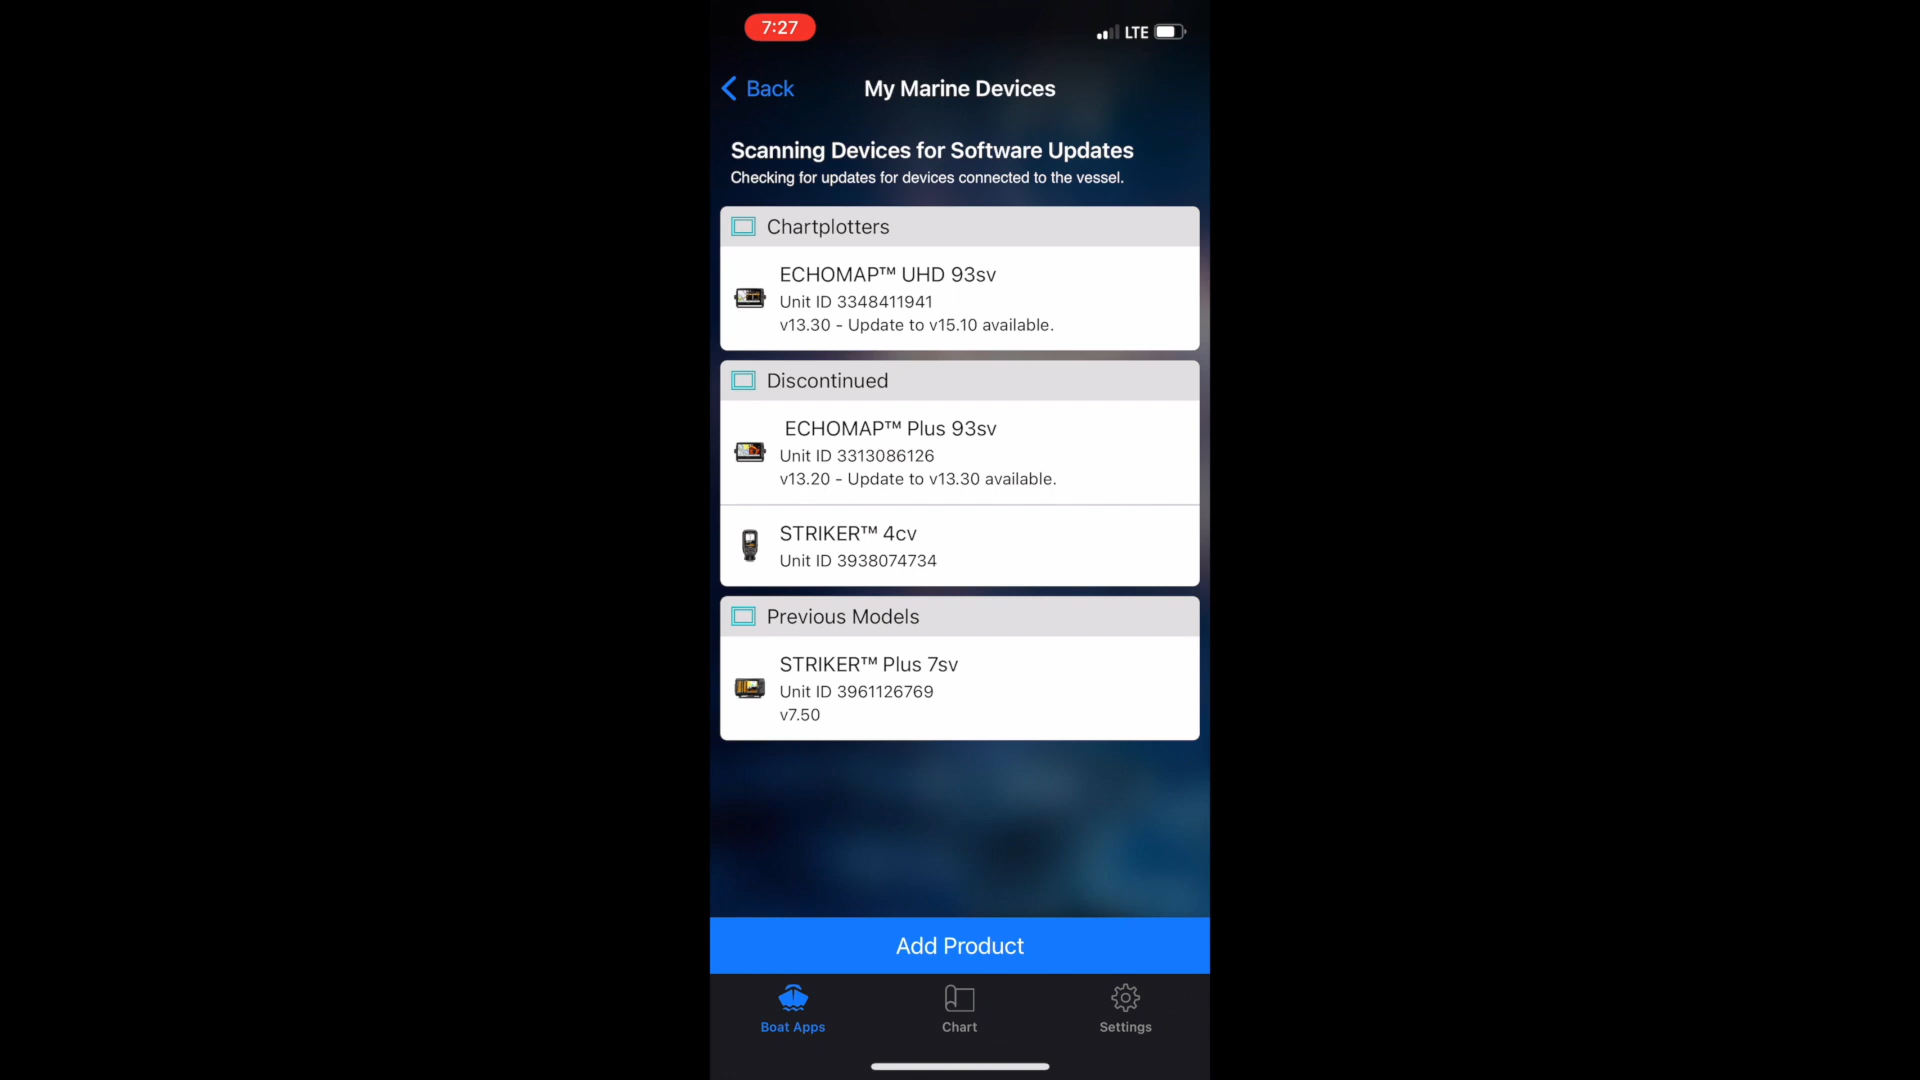 7:27
LTE
Back
My Marine Devices
Scanning Devices for Software Updates
Checking for updates for devices connected to the vessel.
Chartplotters
ECHOMAP™ UHD 93sv
Unit ID 3348411941
v13.30 - Update to v15.10 available.
Discontinued
ECHOMAP™ Plus 93sv
Unit ID 3313086126
v13.20 - Update to v13.30 available.
STRIKER™ 4cv
Unit ID 3938074734
Previous Models
STRIKER™ Plus 7sv
Unit ID 3961126769
v7.50
Add Product
Boat Apps
Chart
Settings